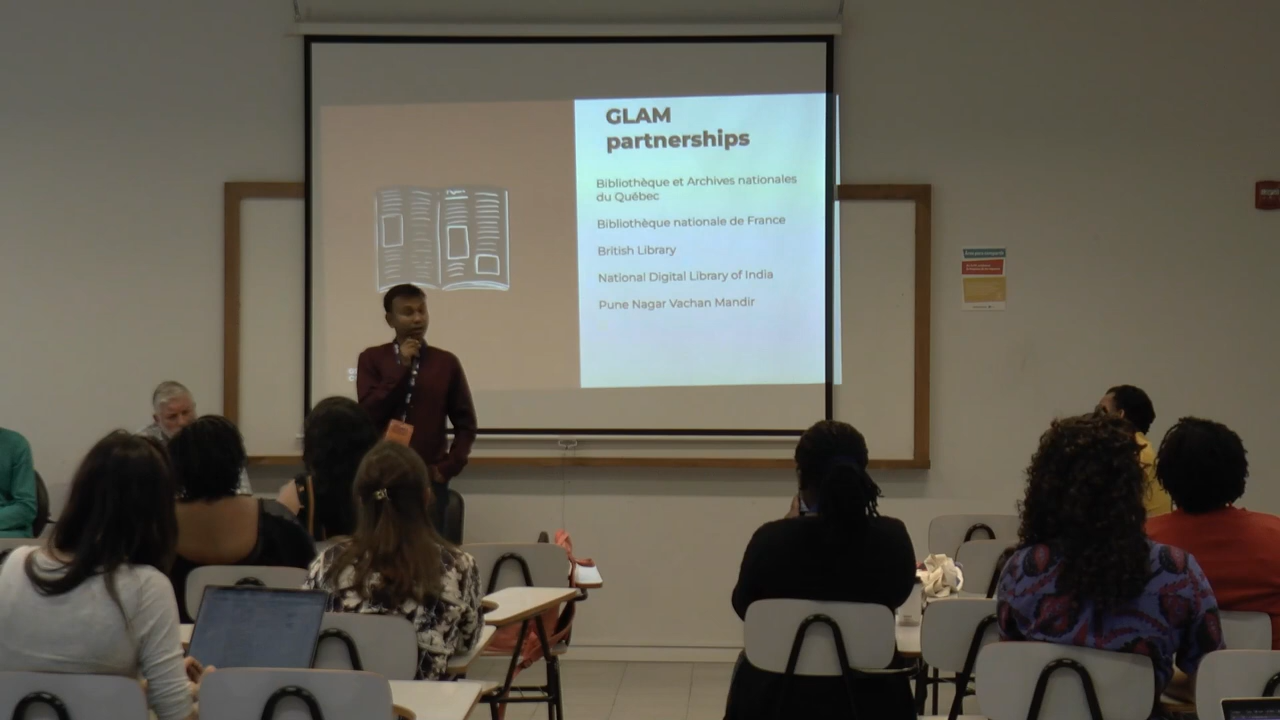 GLAM
partnerships
Bibliothèque et Archives nationales
du Québec
Bibliothèque nationale de France
British Library
National Digital Library of India
Pune Nagar Vachan Mandir